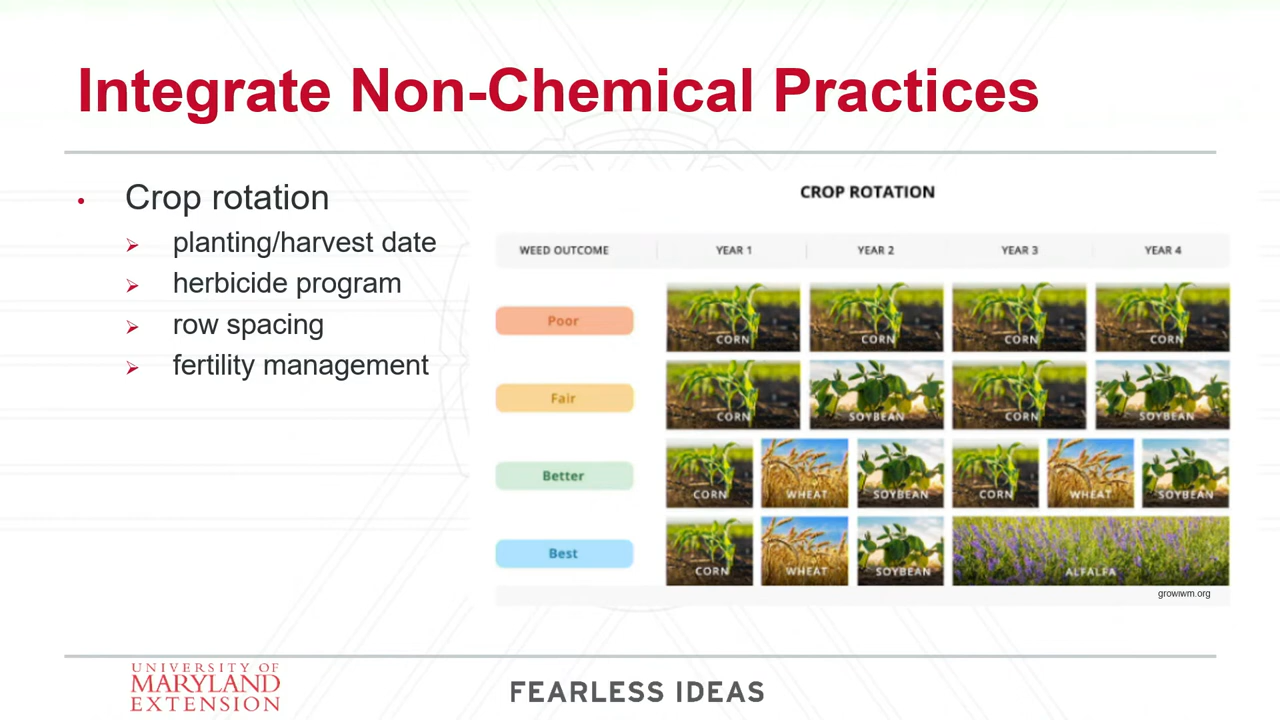 Integrate Non-Chemical Practices
• Crop rotation
➢ planting/harvest date
➢ herbicide program
➢ row spacing
➢ fertility management
CROP ROTATION
WEED OUTCOME YEAR 1 YEAR 2 YEAR 3 YEAR 4
Poor CORN CORN CORN CORN
Fair CORN SOYBEAN CORN SOYBEAN
Better CORN WHEAT SOYBEAN CORN WHEAT SOYBEAN
Best CORN WHEAT SOYBEAN ALFALFA
growiwm.org
UNIVERSITY OF
MARYLAND
EXTENSION
FEARLESS IDEAS